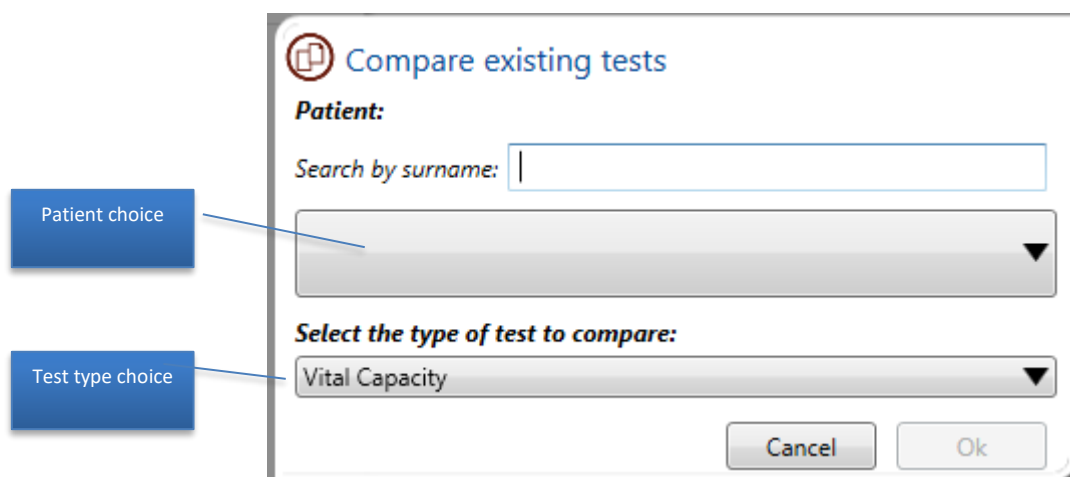 Compare existing tests
Patient:
Search by surname:
Patient choice
Select the type of test to compare:
Test type choice
Vital Capacity
Cancel
Ok